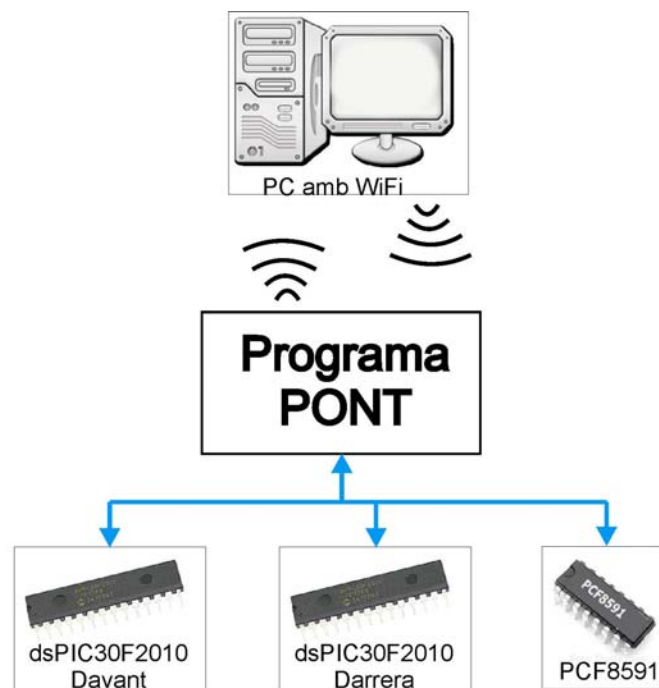 PC amb WiFi
Programa
PONT
dsPIC30F2010
Davant
dsPIC30F2010
Darrera
PCF8591
PCF8591